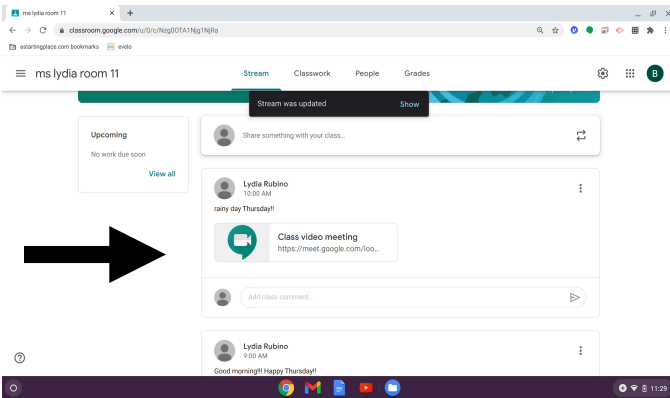 ms lydia room 11
classroom.google.com/u/0/c/Nzg0OTA1Njg1NjRa
astartingplace.com bookmarks evelo
ms lydia room 11 Stream Classwork People Grades B
Stream was updated Show
Upcoming
No work due soon
View all
Share something with your class...
Lydia Rubino
10:00 AM
rainy day Thursday!!
Class video meeting
https://meet.google.com/loo...
Add class comment...
Lydia Rubino
9:00 AM
Good morning!!! Happy Thursday!!
11:29